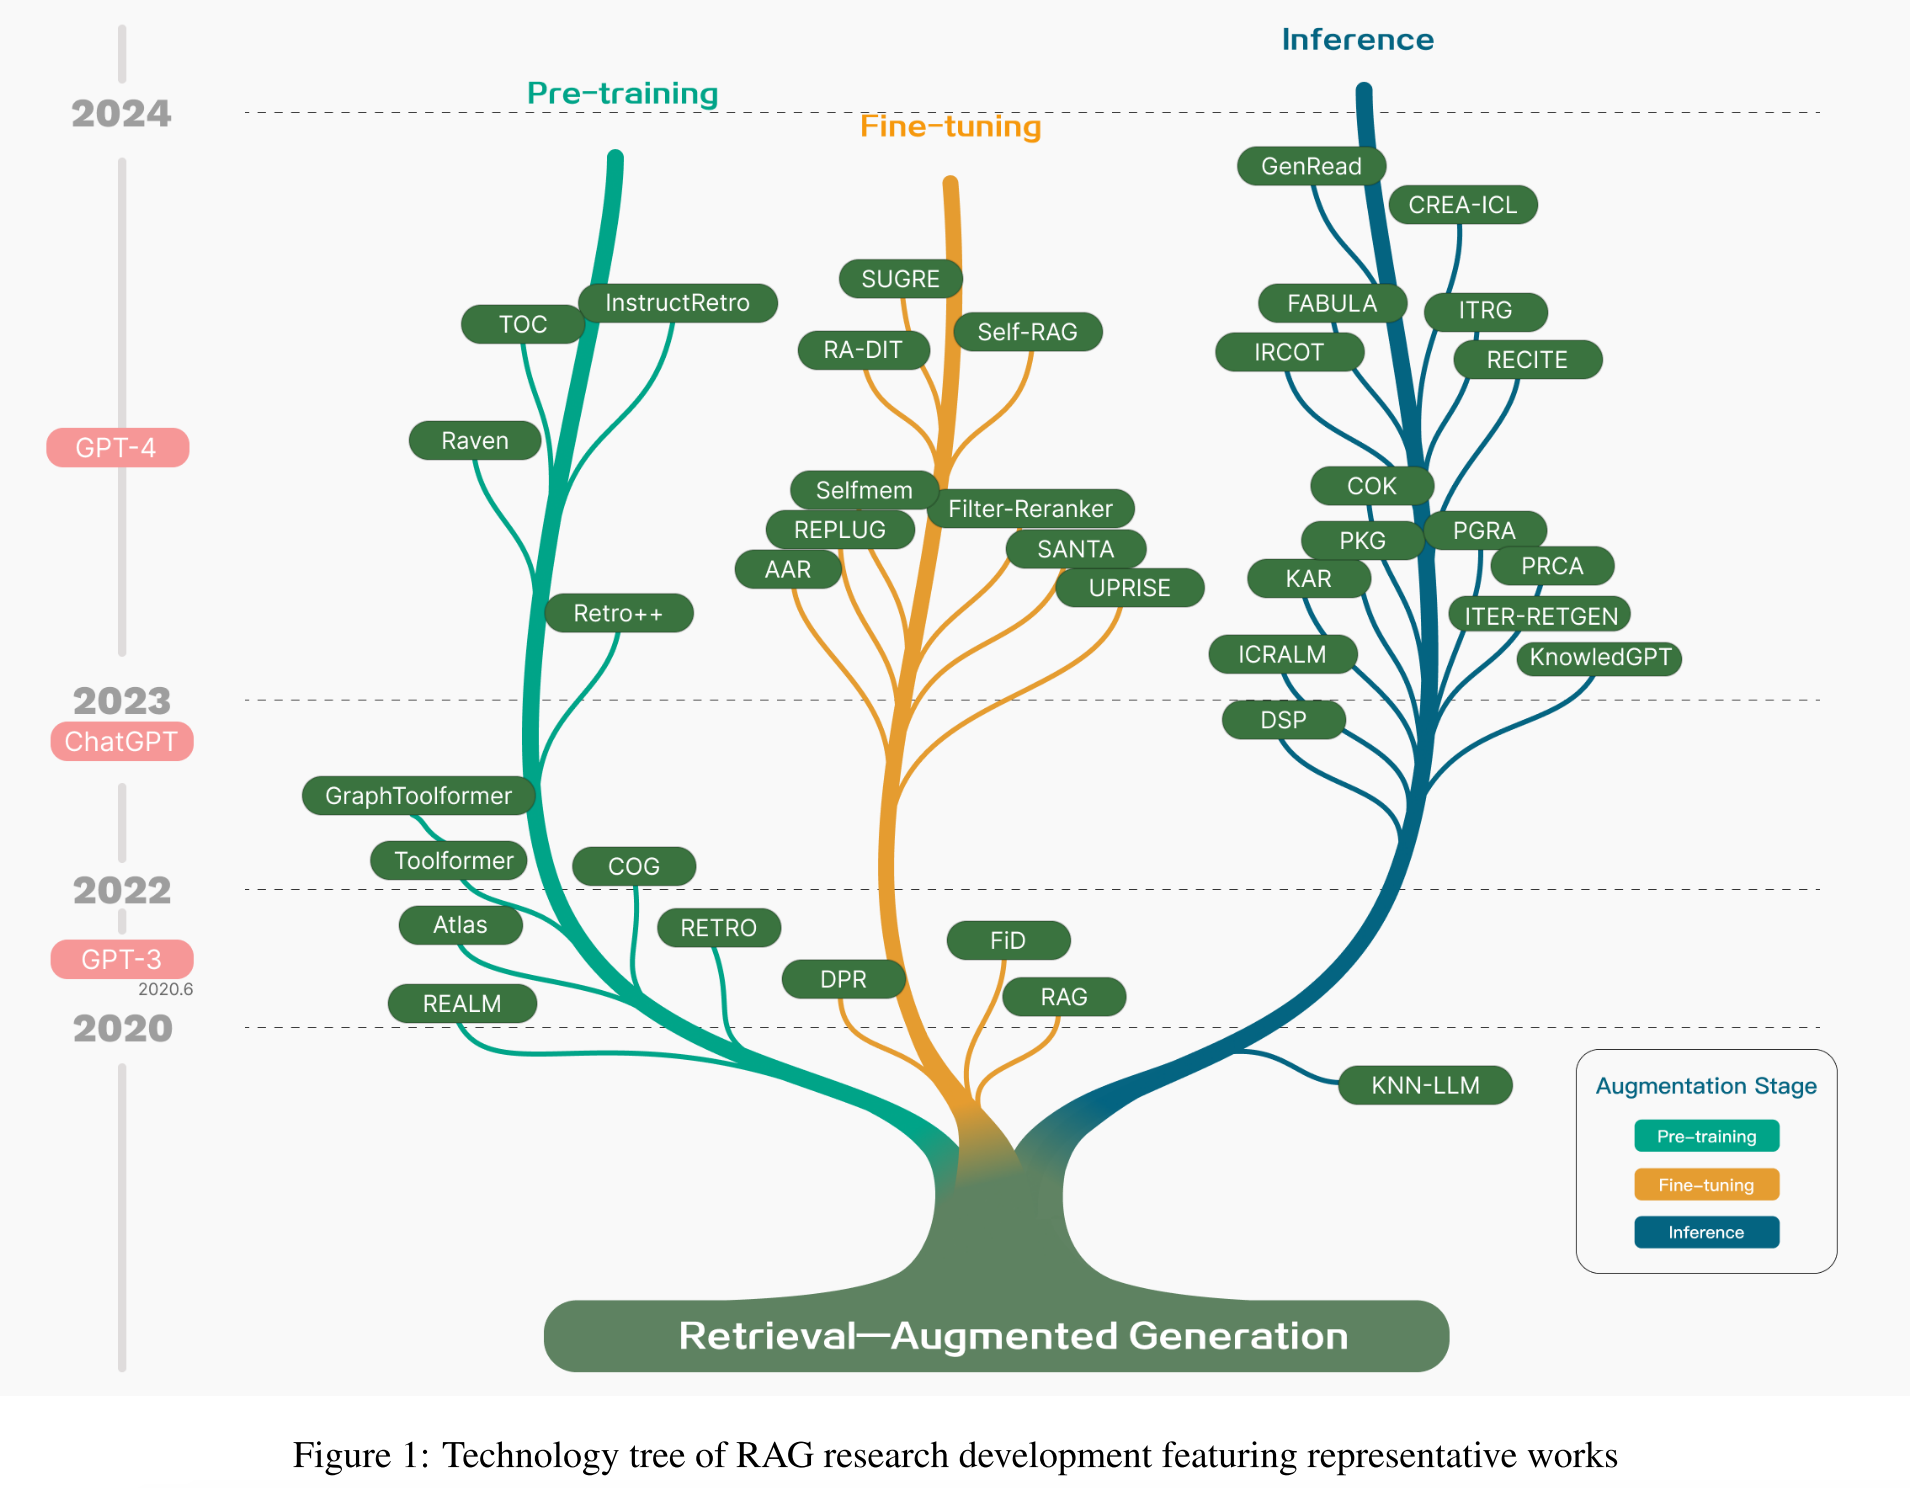 Inference
Pre-training
2024
Fine-tuning
GenRead
CREA-ICL
SUGRE
InstructRetro
FABULA
ITRG
TOC
Self-RAG
RA-DIT
IRCOT
RECITE
Raven
GPT-4
COK
Selfmem
Filter-Reranker
REPLUG
PGRA
PKG
SANTA
PRCA
AAR
KAR
UPRISE
Retro++
ITER-RETGEN
ICRALM
KnowledGPT
2023
DSP
ChatGPT
GraphToolformer
Toolformer
COG
2022
Atlas
RETRO
FiD
GPT-3
DPR
2020.6
RAG
REALM
2020
KNN-LLM
Augmentation Stage
Pre-training
Fine-tuning
Inference
Retrieval—Augmented Generation
Figure 1: Technology tree of RAG research development featuring representative works